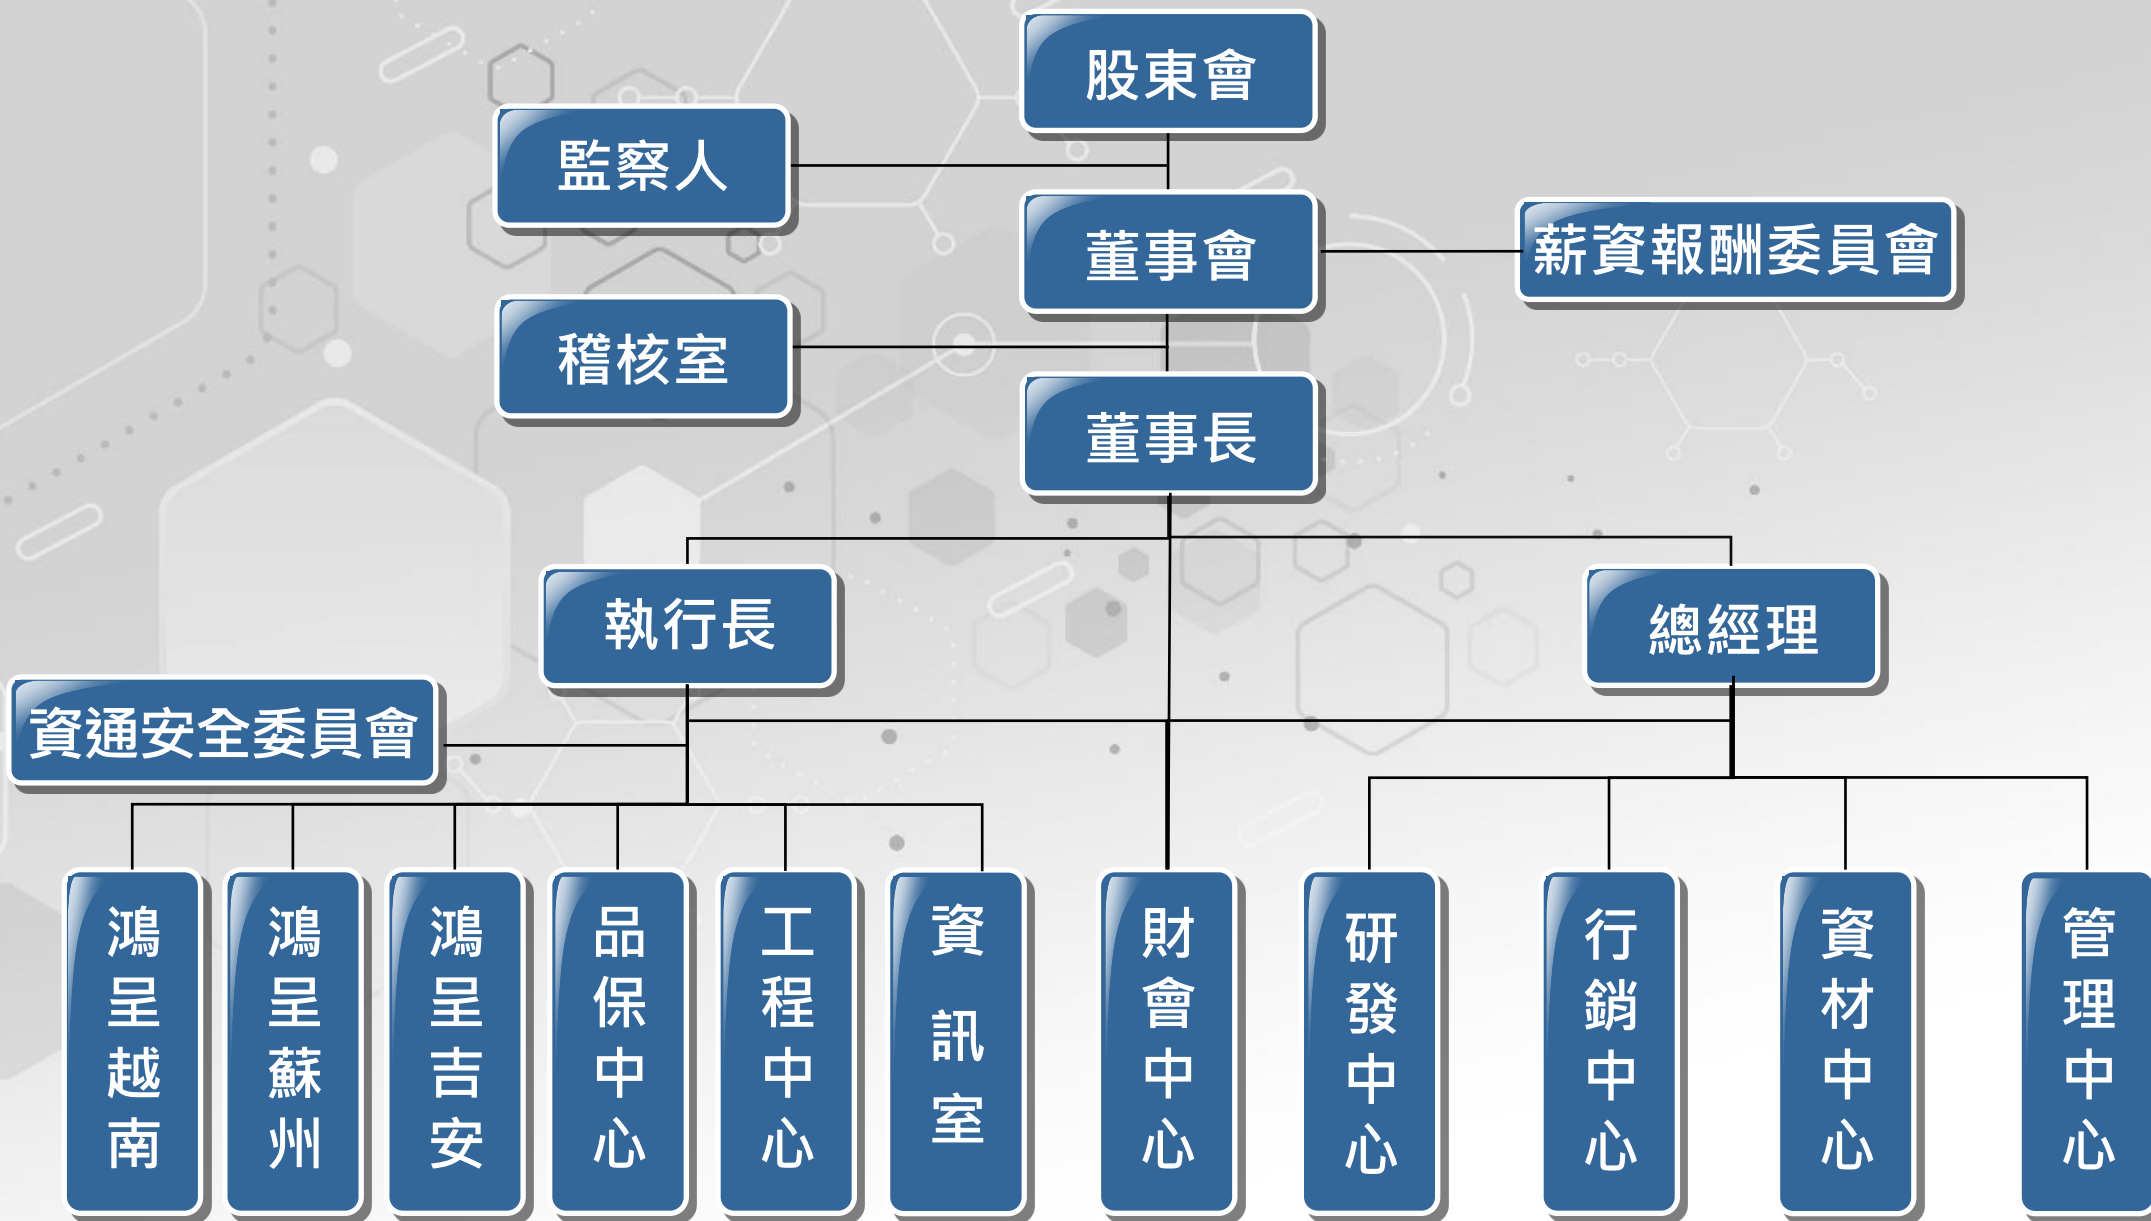 股東會
監察人
董事會
薪資報酬委員會
稽核室
董事長
執行長
總經理
資通安全委員會
鴻呈越南
鴻呈蘇州
鴻呈吉安
品保中心
工程中心
資訊室
財會中心
研發中心
行銷中心
資材中心
管理中心